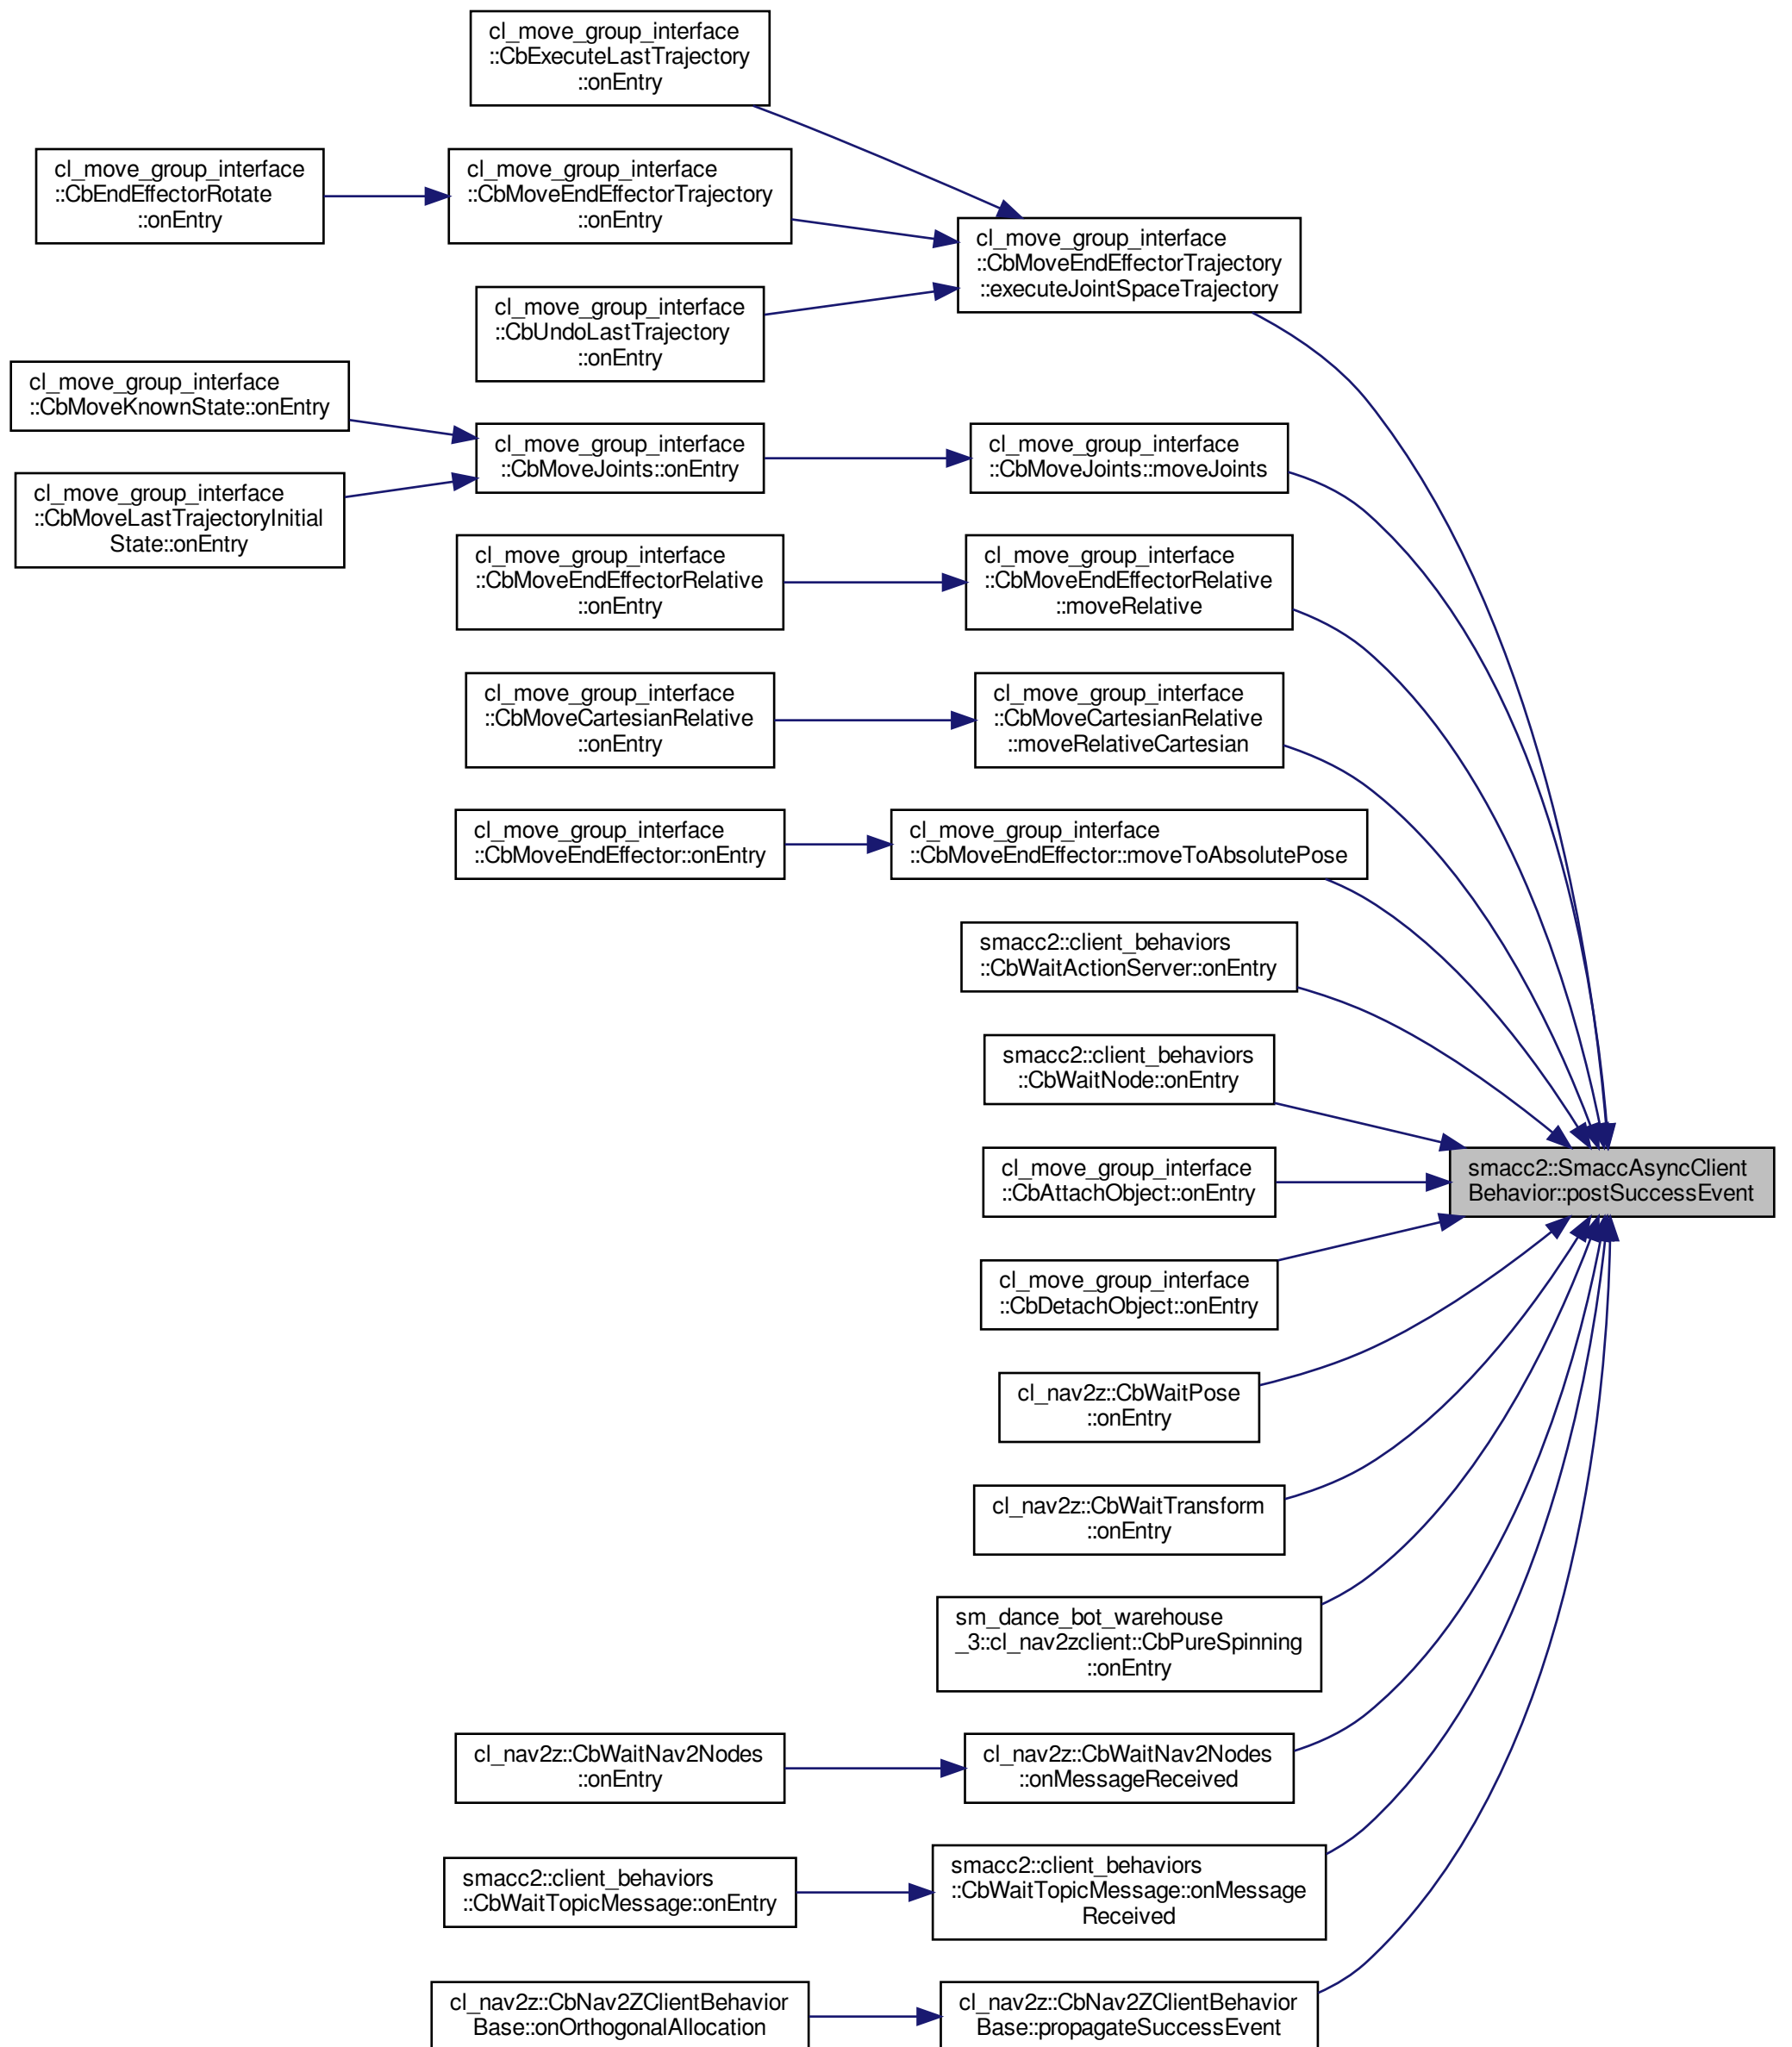 cl_move_group_interface
::CbExecuteLastTrajectory
::onEntry
cl_move_group_interface
::CbEndEffectorRotate
::onEntry
cl_move_group_interface
::CbMoveEndEffectorTrajectory
::onEntry
cl_move_group_interface
::CbMoveEndEffectorTrajectory
::executeJointSpaceTrajectory
cl_move_group_interface
::CbUndoLastTrajectory
::onEntry
cl_move_group_interface
::CbMoveKnownState::onEntry
cl_move_group_interface
::CbMoveJoints::onEntry
cl_move_group_interface
::CbMoveJoints::moveJoints
cl_move_group_interface
::CbMoveLastTrajectoryInitial
State::onEntry
cl_move_group_interface
::CbMoveEndEffectorRelative
::onEntry
cl_move_group_interface
::CbMoveEndEffectorRelative
::moveRelative
cl_move_group_interface
::CbMoveCartesianRelative
::onEntry
cl_move_group_interface
::CbMoveCartesianRelative
::moveRelativeCartesian
cl_move_group_interface
::CbMoveEndEffector::onEntry
cl_move_group_interface
::CbMoveEndEffector::moveToAbsolutePose
smacc2::client_behaviors
::CbWaitActionServer::onEntry
smacc2::client_behaviors
::CbWaitNode::onEntry
cl_move_group_interface
::CbAttachObject::onEntry
smacc2::SmaccAsyncClient
Behavior::postSuccessEvent
cl_move_group_interface
::CbDetachObject::onEntry
cl_nav2z::CbWaitPose
::onEntry
cl_nav2z::CbWaitTransform
::onEntry
sm_dance_bot_warehouse
_3::cl_nav2zclient::CbPureSpinning
::onEntry
cl_nav2z::CbWaitNav2Nodes
::onEntry
cl_nav2z::CbWaitNav2Nodes
::onMessageReceived
smacc2::client_behaviors
::CbWaitTopicMessage::onEntry
smacc2::client_behaviors
::CbWaitTopicMessage::onMessage
Received
cl_nav2z::CbNav2ZClientBehavior
Base::onOrthogonalAllocation
cl_nav2z::CbNav2ZClientBehavior
Base::propagateSuccessEvent